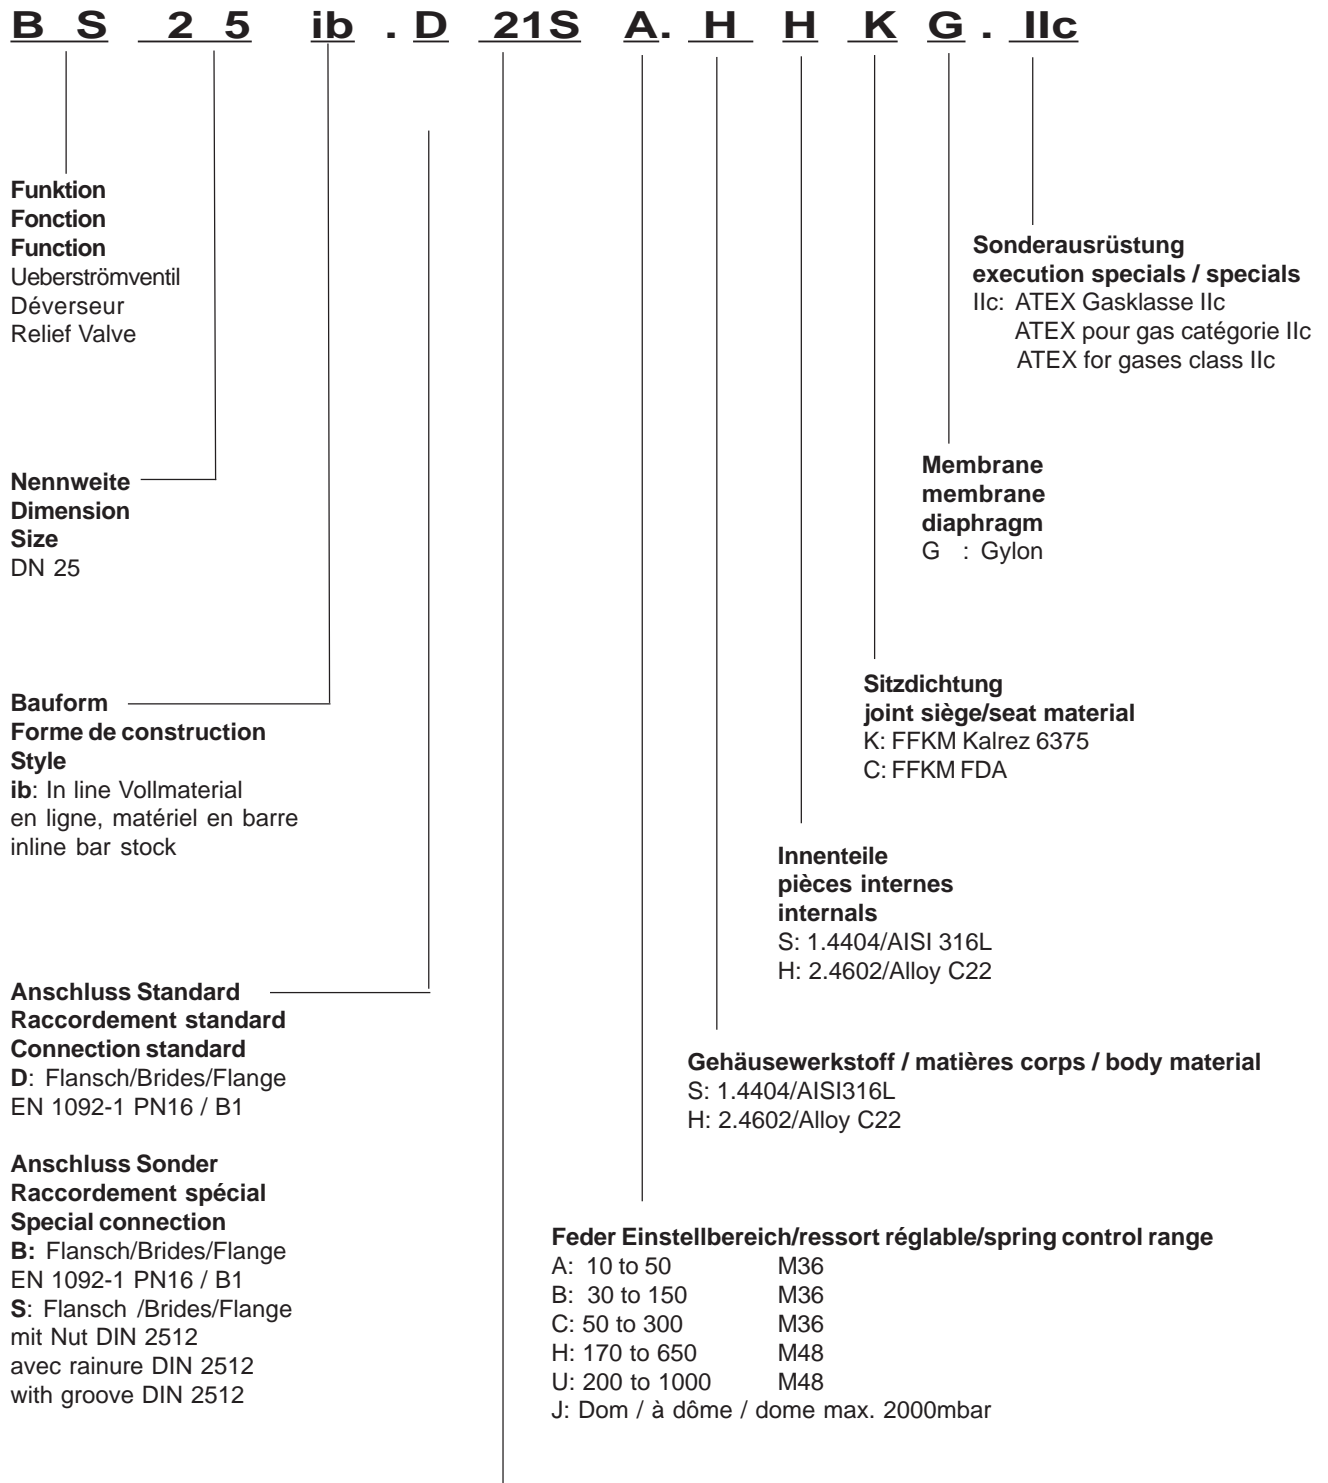 B S 2 5 ib . D 21S A. H H K G . IIc
Funktion
Fonction
Function
Ueberströmventil
Déverseur
Relief Valve
Sonderausrüstung
execution specials / specials
IIc: ATEX Gasklasse IIc
ATEX pour gas catégorie IIc
ATEX for gases class IIc
Nennweite
Dimension
Size
DN 25
Membrane
membrane
diaphragm
G : Gylon
Bauform
Forme de construction
Style
ib: In line Vollmaterial
en ligne, matériel en barre
inline bar stock
Sitzdichtung
joint siège/seat material
K: FFKM Kalrez 6375
C: FFKM FDA
Innenteile
pièces internes
internals
S: 1.4404/AISI 316L
H: 2.4602/Alloy C22
Anschluss Standard
Raccordement standard
Connection standard
D: Flansch/Brides/Flange
EN 1092-1 PN16 / B1
Gehäusewerkstoff / matières corps / body material
S: 1.4404/AISI316L
H: 2.4602/Alloy C22
Anschluss Sonder
Raccordement spécial
Special connection
B: Flansch/Brides/Flange
EN 1092-1 PN16 / B1
S: Flansch /Brides/Flange
mit Nut DIN 2512
avec rainure DIN 2512
with groove DIN 2512
Feder Einstellbereich/ressort réglable/spring control range
A: 10 to 50 M36
B: 30 to 150 M36
C: 50 to 300 M36
H: 170 to 650 M48
U: 200 to 1000 M48
J: Dom / à dôme / dome max. 2000mbar